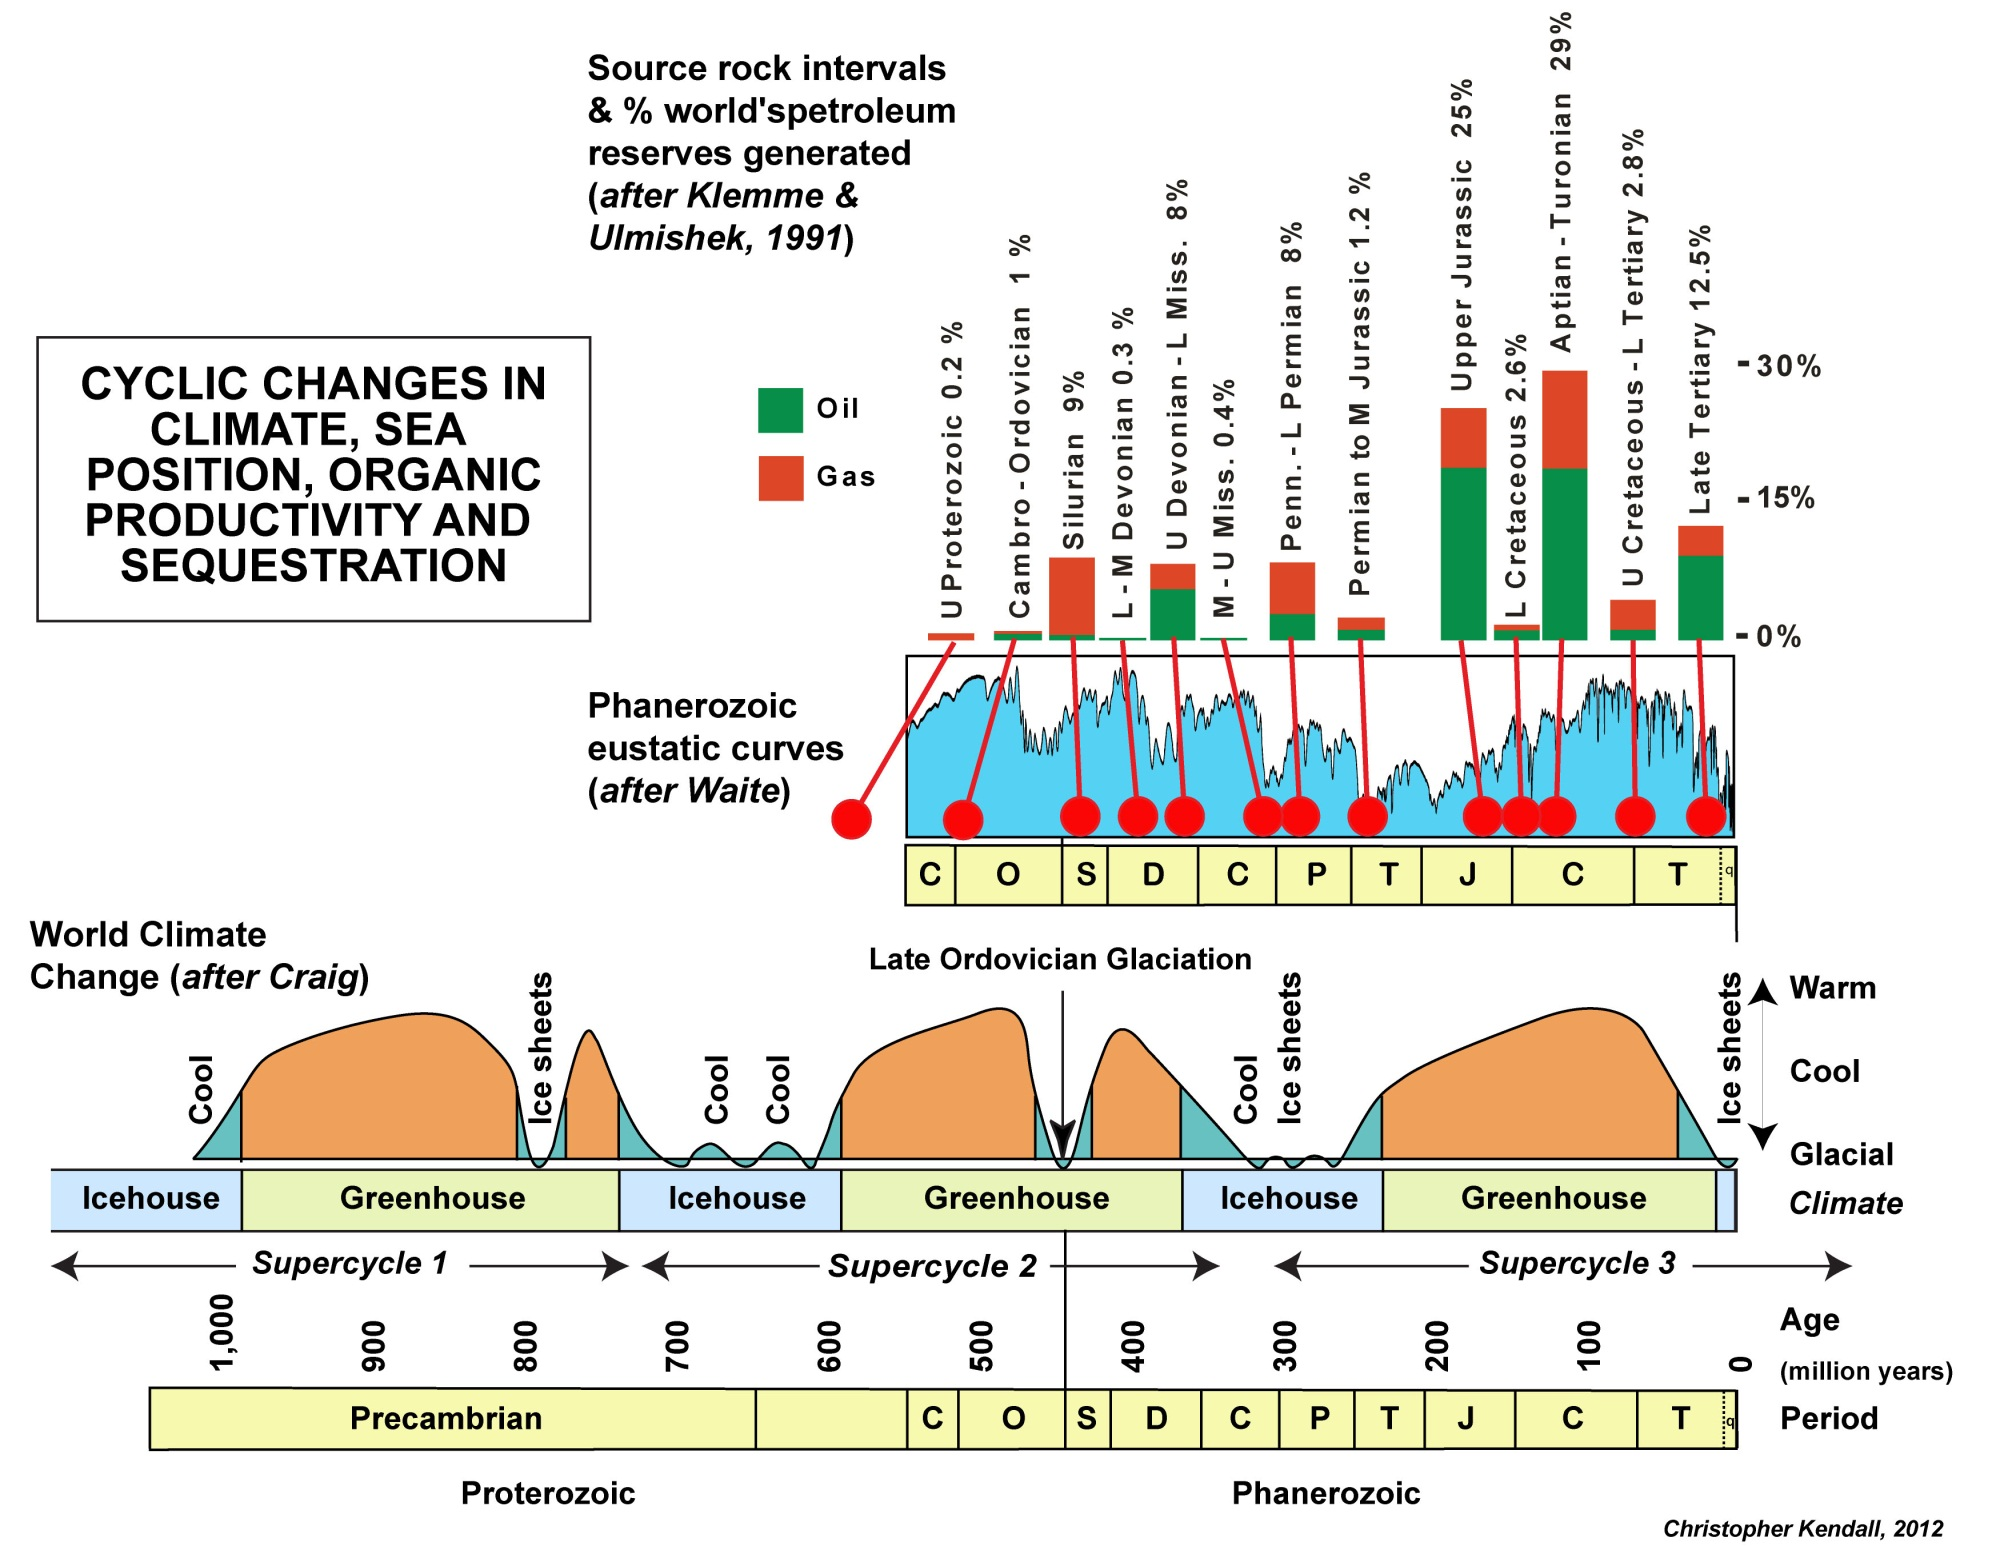 Source rock intervals
& % world'spetroleum
reserves generated
(after Klemme &
Ulmishek, 1991)
CYCLIC CHANGES IN
CLIMATE, SEA
POSITION, ORGANIC
PRODUCTIVITY AND
SEQUESTRATION
Oil
Gas
U Proterozoic 0.2 %
Cambro - Ordovician 1 %
Silurian 9%
L - M Devonian 0.3 %
U Devonian - L Miss. 8%
M - U Miss. 0.4%
Penn. - L Permian 8%
Permian to M Jurassic 1.2 %
Upper Jurassic 25%
L Cretaceous 2.6%
Aptian - Turonian 29%
U Cretaceous - L Tertiary 2.8%
Late Tertiary 12.5%
30%
15%
0%
Phanerozoic
eustatic curves
(after Waite)
C O S D C P T J C T q
World Climate
Change (after Craig)
Late Ordovician Glaciation
Cool
Ice sheets
Cool
Cool
Cool
Ice sheets
Ice sheets
Warm
Cool
Glacial
Icehouse Greenhouse Icehouse Greenhouse Icehouse Greenhouse Climate
Supercycle 1 Supercycle 2 Supercycle 3
1,000 900 800 700 600 500 400 300 200 100 0
Age
(million years)
Precambrian C O S D C P T J C T q Period
Proterozoic Phanerozoic
Christopher Kendall, 2012